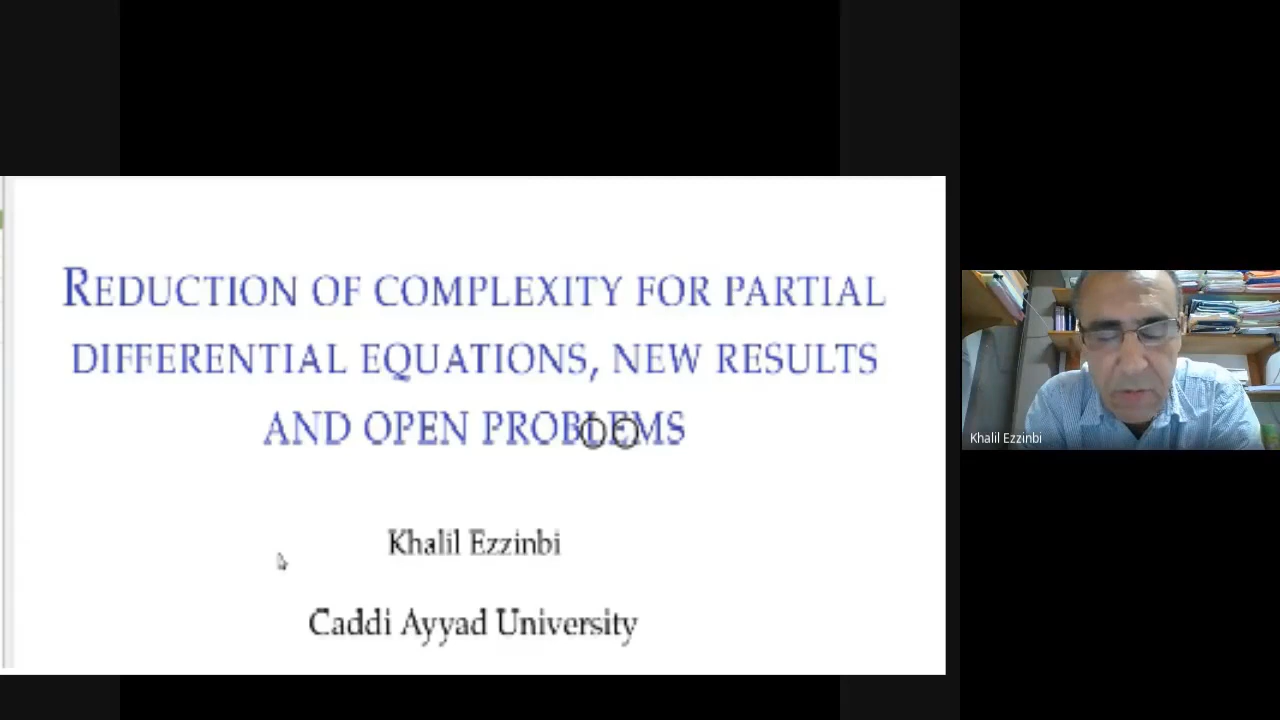 REDUCTION OF COMPLEXITY FOR PARTIAL
DIFFERENTIAL EQUATIONS, NEW RESULTS
AND OPEN PROBLEMS
Khalil Ezzinbi
Caddi Ayyad University
Khalil Ezzinbi